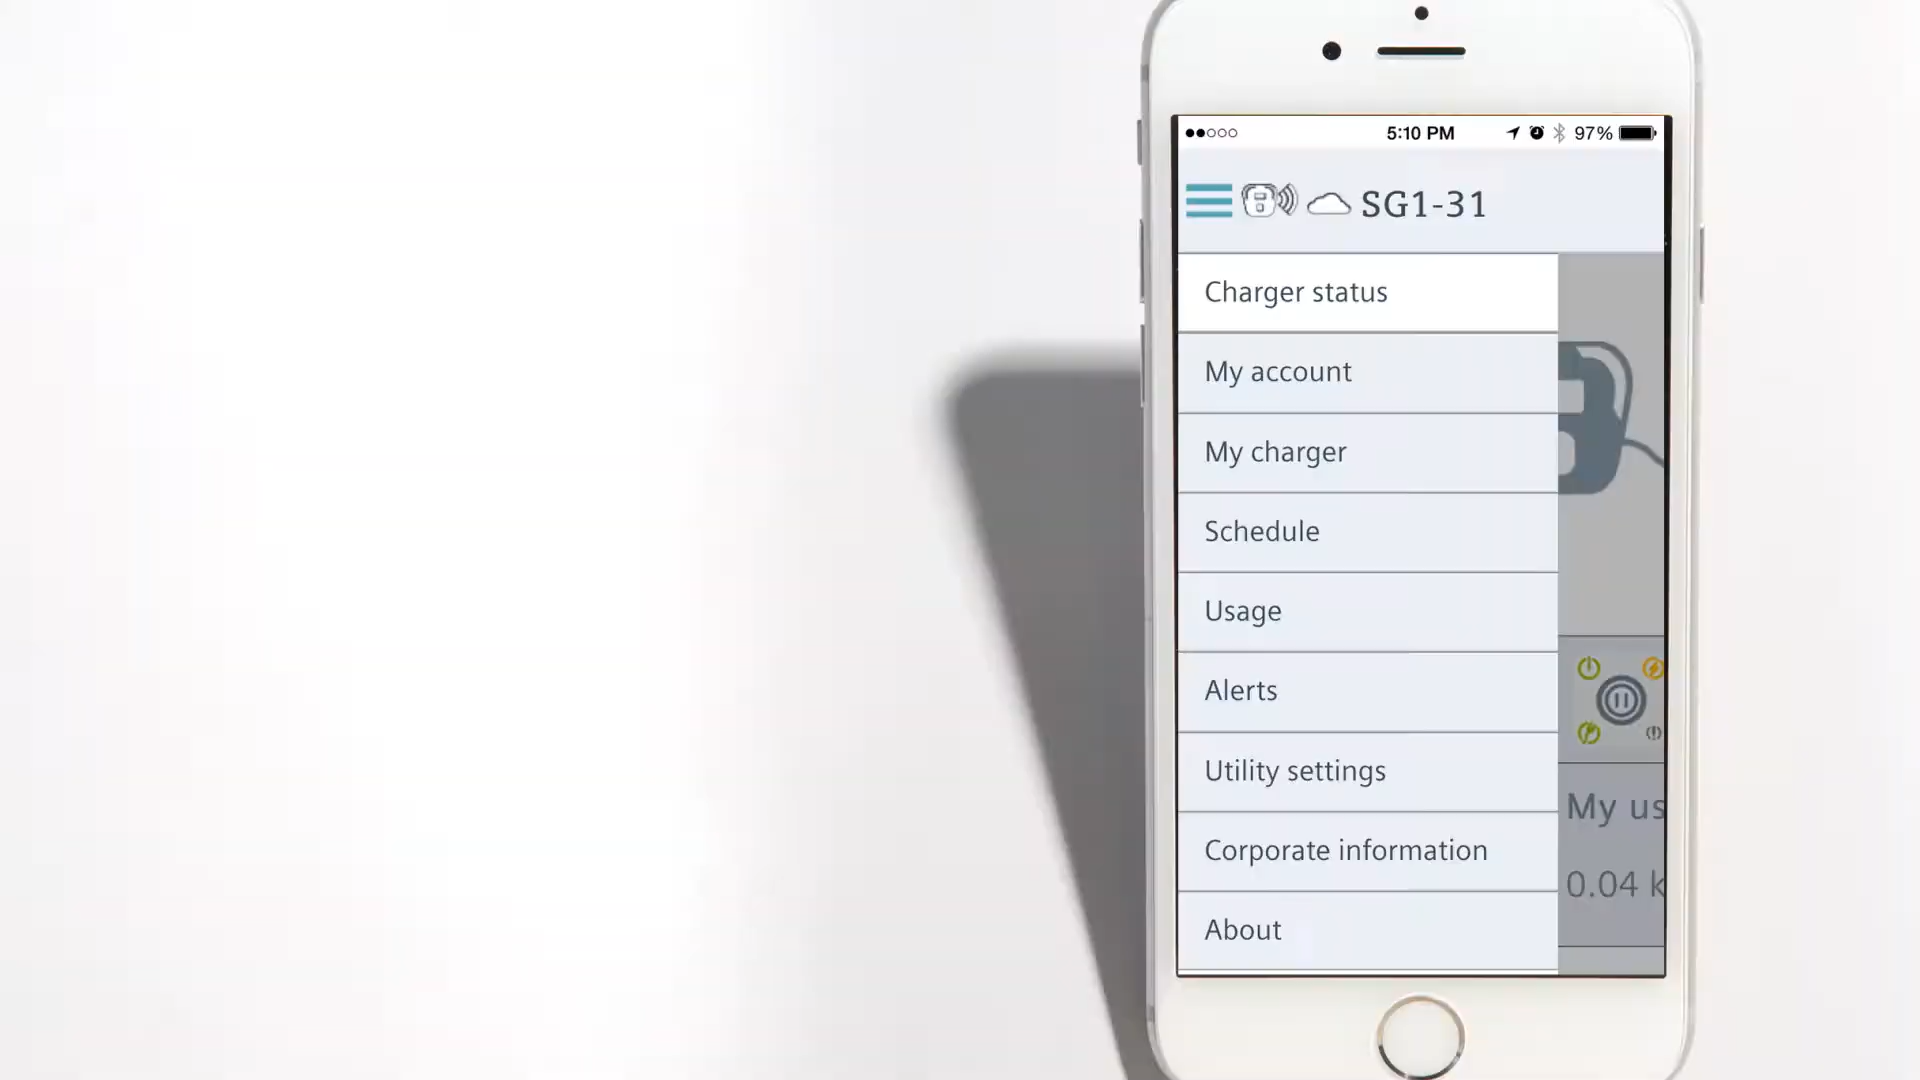 5:10 PM 97%
SG1-31
Charger status
My account
My charger
Schedule
Usage
Alerts
Utility settings
My us
Corporate information
0.04 k
About